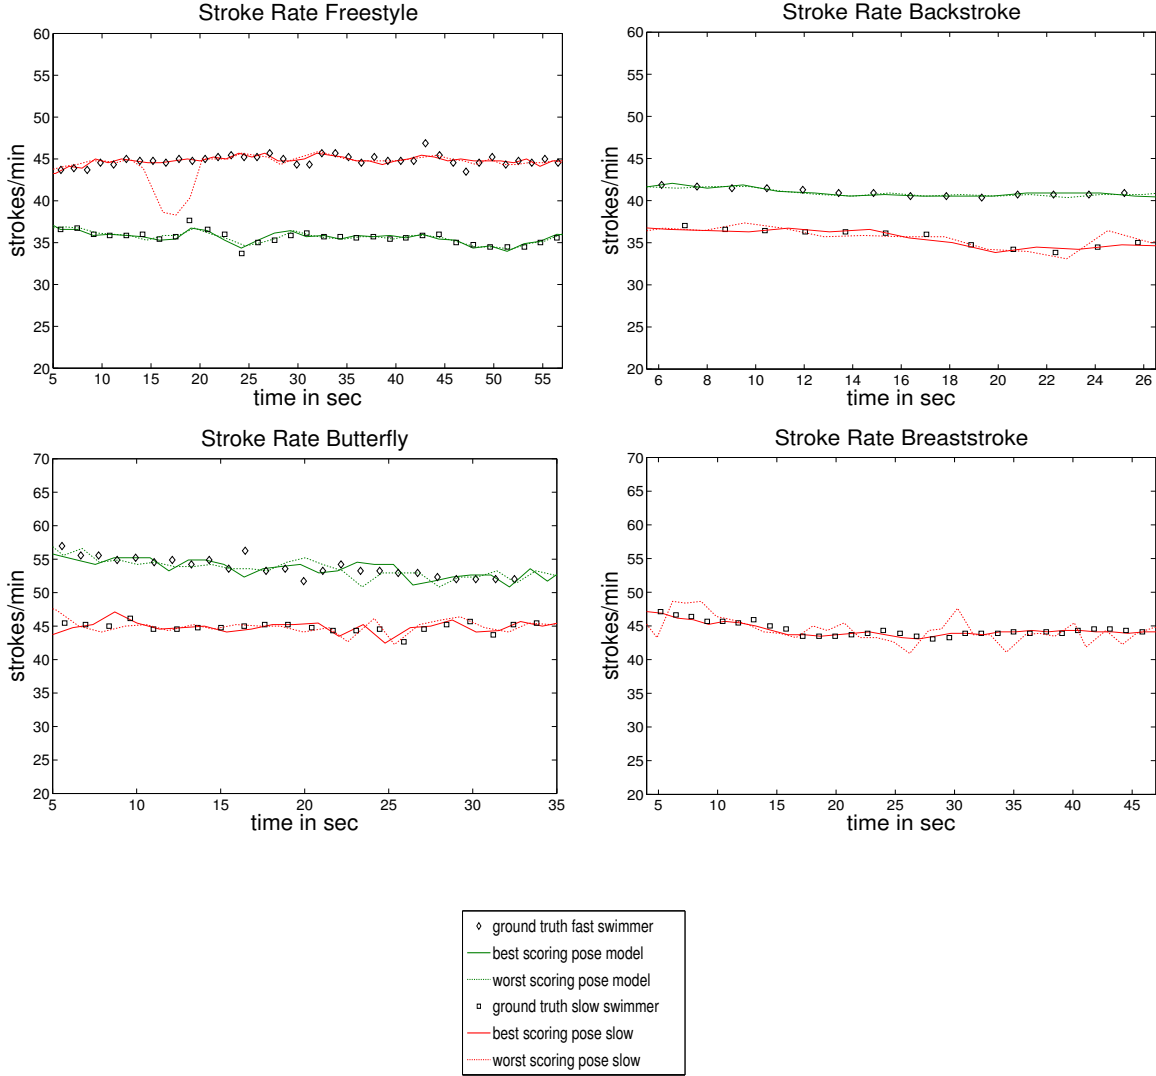 Stroke Rate Freestyle
60
55
50
45
40
35
30
25
20
strokes/min
5 10 15 20 25 30 35 40 45 50 55
time in sec
Stroke Rate Backstroke
60
55
50
45
40
35
30
25
20
strokes/min
6 8 10 12 14 16 18 20 22 24 26
time in sec
Stroke Rate Butterfly
70
65
60
55
50
45
40
35
30
25
20
strokes/min
5 10 15 20 25 30 35
time in sec
Stroke Rate Breaststroke
70
65
60
55
50
45
40
35
30
25
20
strokes/min
5 10 15 20 25 30 35 40 45
time in sec
ground truth fast swimmer
best scoring pose model
worst scoring pose model
ground truth slow swimmer
best scoring pose slow
worst scoring pose slow